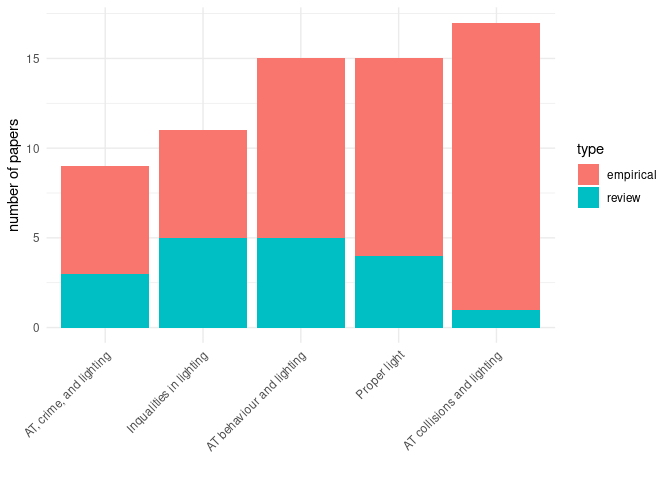 number of papers
15
10
5
0
AT, crime, and lighting
Inqualities in lighting
AT behaviour and lighting
Proper light
AT collisions and lighting
type
empirical
review